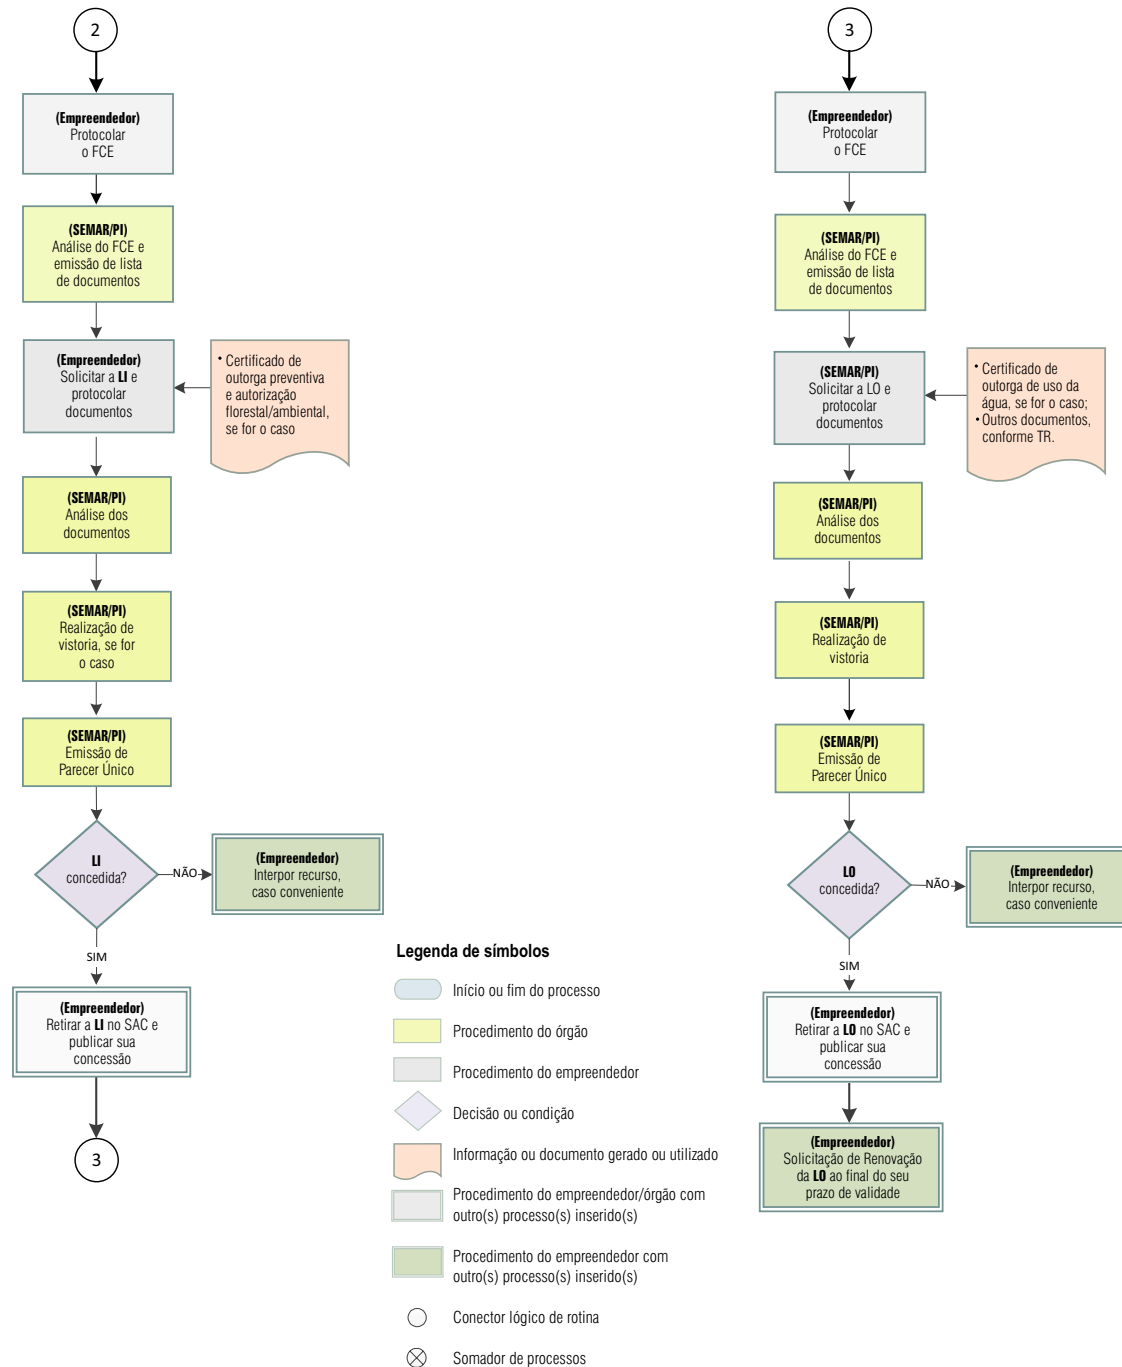 2
(Empreendedor)
Protocolar
o FCE
(SEMAR/PI)
Análise do FCE e
emissão de lista
de documentos
(Empreendedor)
Solicitar a LI e
protocolar
documentos
• Certificado de
outorga preventiva
e autorização
florestal/ambiental,
se for o caso
(SEMAR/PI)
Análise dos
documentos
(SEMAR/PI)
Realização de
vistoria, se for
o caso
(SEMAR/PI)
Emissão de
Parecer Único
LI
concedida?
NÃO
(Empreendedor)
Interpor recurso,
caso conveniente
SIM
(Empreendedor)
Retirar a LI no SAC e
publicar sua
concessão
3
3
(Empreendedor)
Protocolar
o FCE
(SEMAR/PI)
Análise do FCE e
emissão de lista
de documentos
(SEMAR/PI)
Solicitar a LO e
protocolar
documentos
• Certificado de
outorga de uso da
água, se for o caso;
• Outros documentos,
conforme TR.
(SEMAR/PI)
Análise dos
documentos
(SEMAR/PI)
Realização de
vistoria
(SEMAR/PI)
Emissão de
Parecer Único
LO
concedida?
NÃO
(Empreendedor)
Interpor recurso,
caso conveniente
SIM
(Empreendedor)
Retirar a LO no SAC e
publicar sua
concessão
(Empreendedor)
Solicitação de Renovação
da LO ao final do seu
prazo de validade
Legenda de símbolos
Início ou fim do processo
Procedimento do órgão
Procedimento do empreendedor
Decisão ou condição
Informação ou documento gerado ou utilizado
Procedimento do empreendedor/órgão com
outro(s) processo(s) inserido(s)
Procedimento do empreendedor com
outro(s) processo(s) inserido(s)
Conector lógico de rotina
Somador de processos